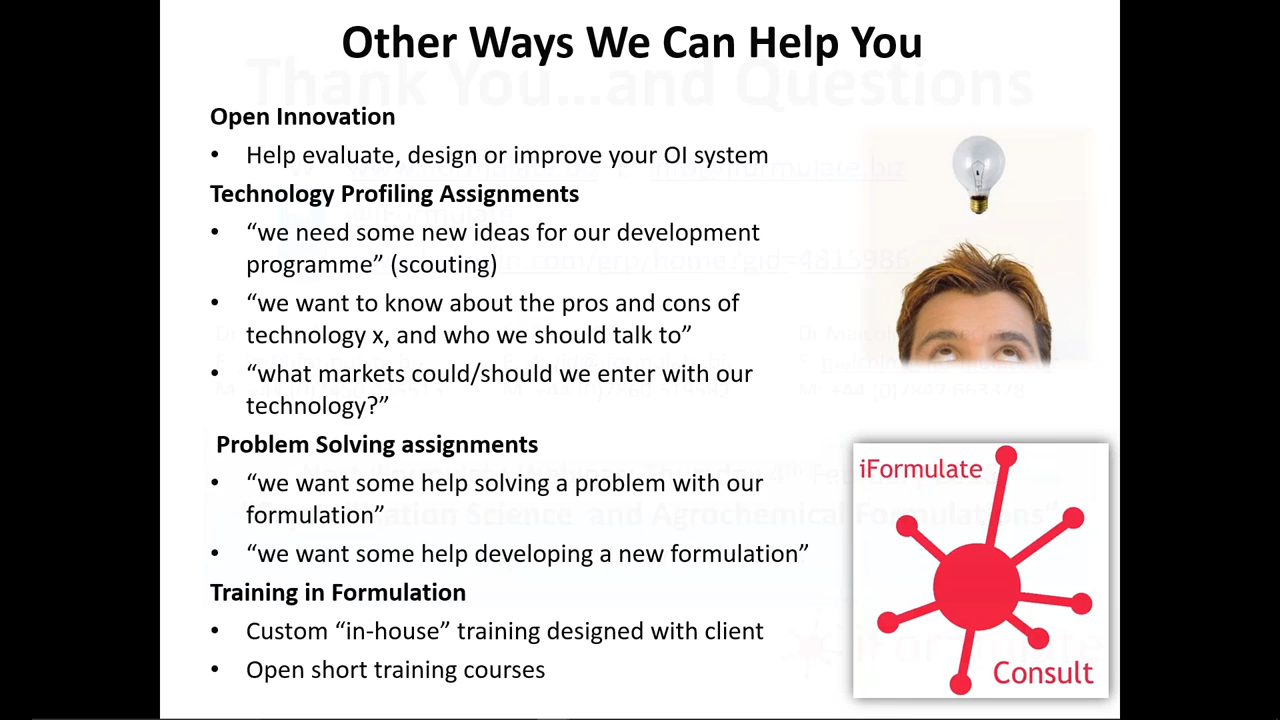 Other Ways We Can Help You
Thank You...and Questions
Open Innovation
• Help evaluate, design or improve your OI system
Technology Profiling Assignments
• “we need some new ideas for our development
programme” (scouting)
• “we want to know about the pros and cons of
technology x, and who we should talk to”
• “what markets could/should we enter with our
technology?”
Problem Solving assignments
• “we want some help solving a problem with our
formulation”
• “we want some help developing a new formulation”
Training in Formulation
• Custom “in-house” training designed with client
• Open short training courses
iFormulate
Consult